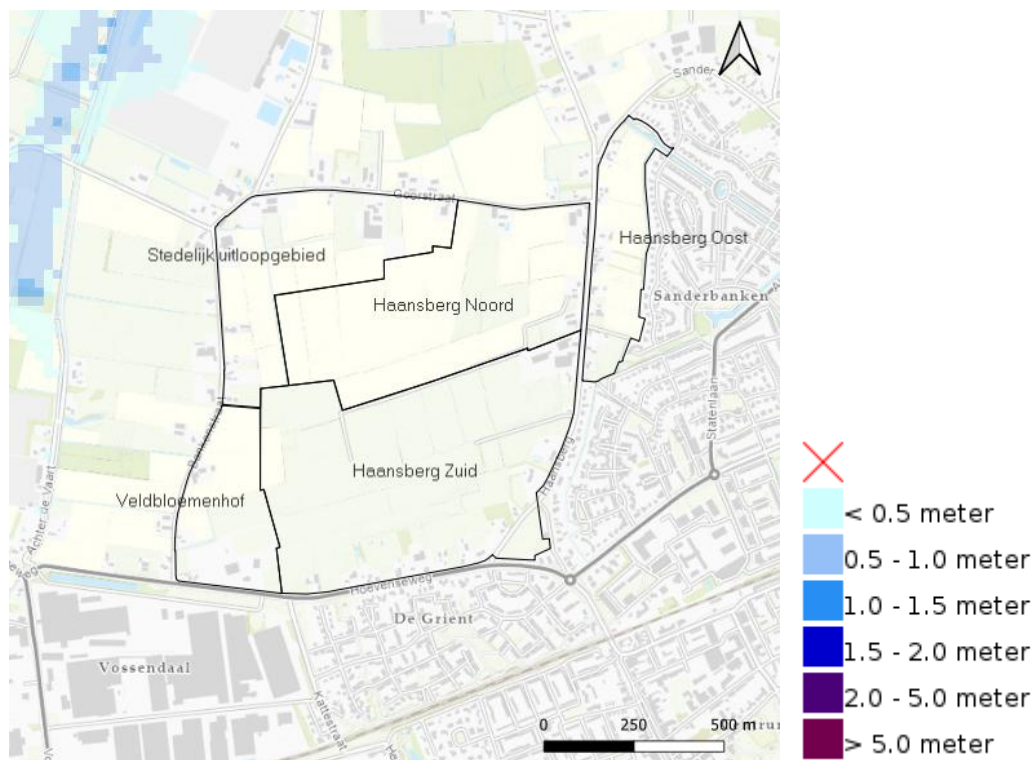 Sander
Geerstraat
Haansberg Oost
Stedelijk uitloopgebied
Sanderbanken
Haansberg Noord
Statenlaan
Haansberg
Haansberg Zuid
Veldbloemenhof
Achter de Vaart
Hoevenseweg
De Grient
Vossendaal
Kattestraat
0 250 500 m
< 0.5 meter
0.5 - 1.0 meter
1.0 - 1.5 meter
1.5 - 2.0 meter
2.0 - 5.0 meter
> 5.0 meter